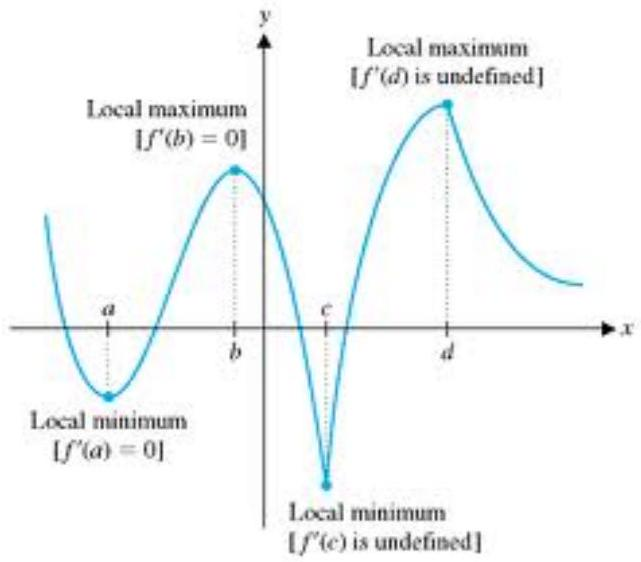 y
Local maximum
[f′(d) is undefined]
Local maximum
[f′(b) = 0]
a
c
x
b
d
Local minimum
[f′(a) = 0]
Local minimum
[f′(c) is undefined]